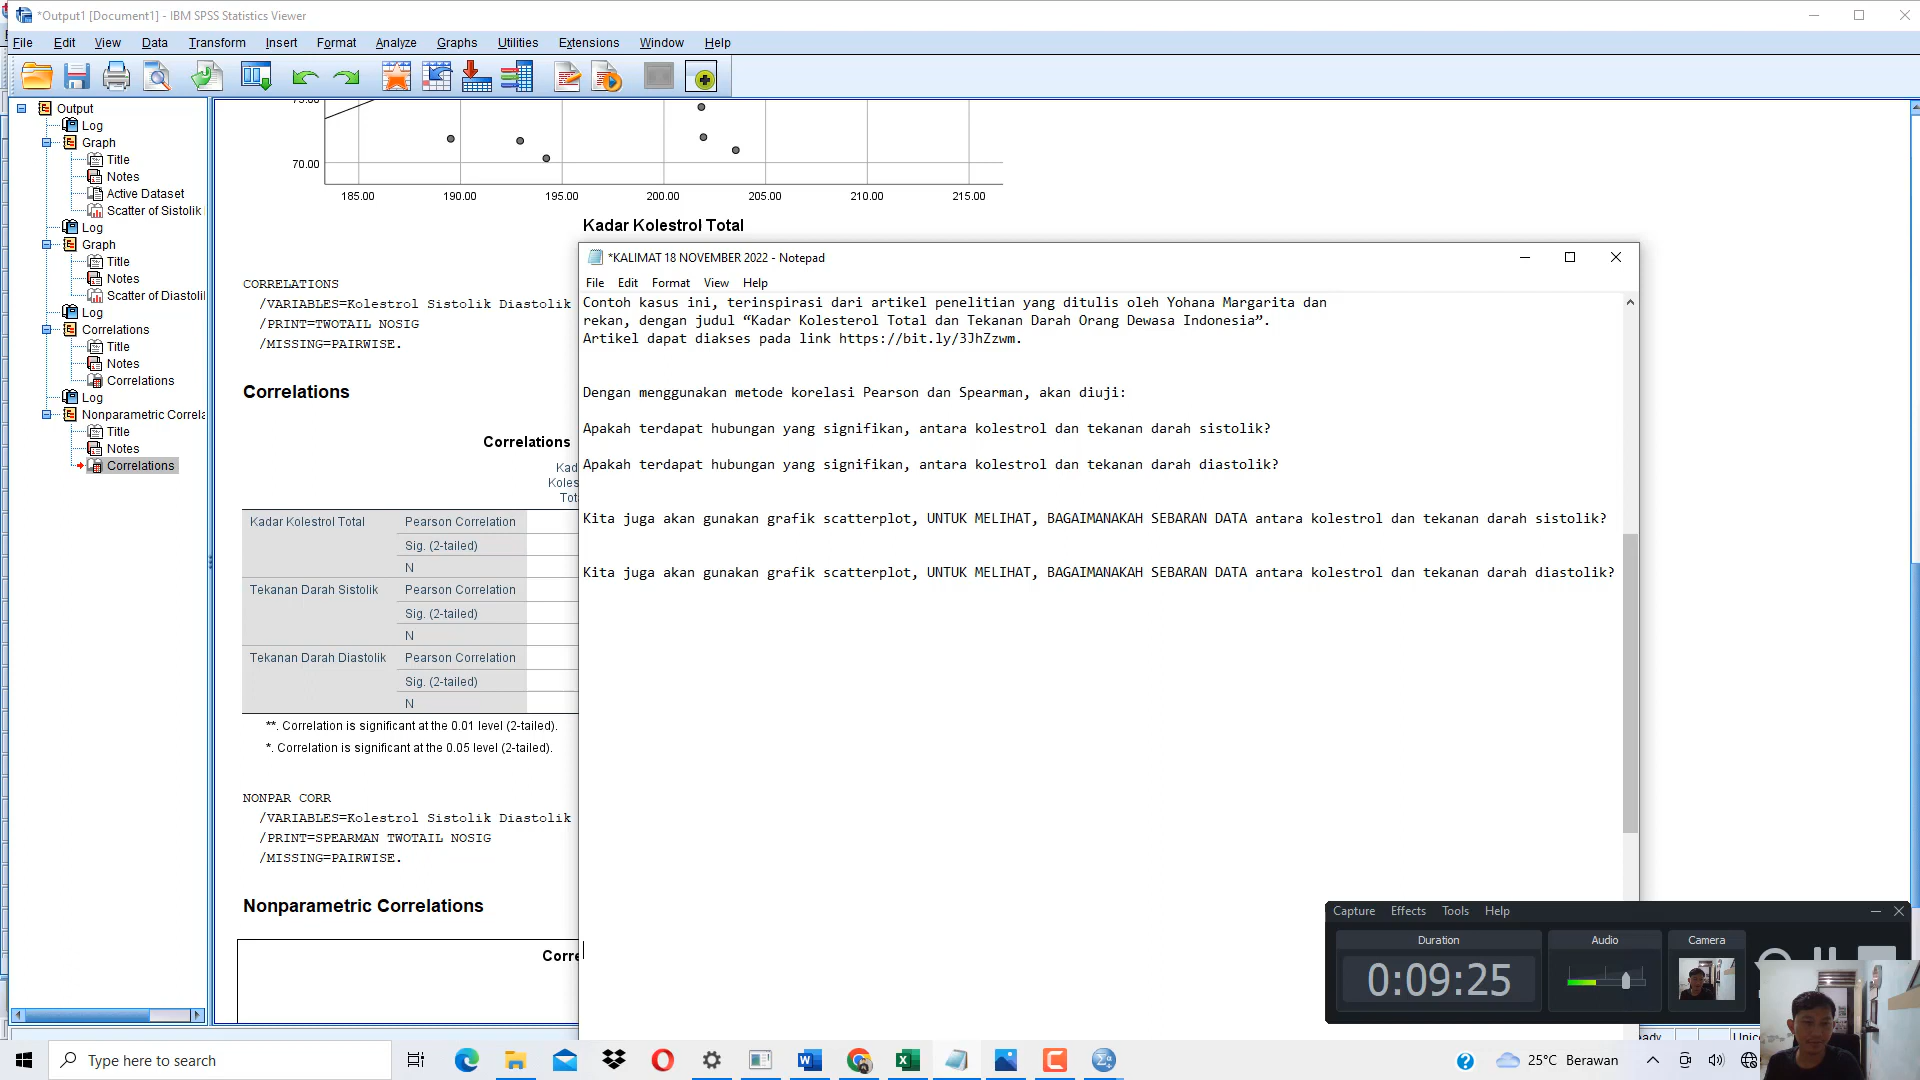 *Output1 [Document1] - IBM SPSS Statistics Viewer
File Edit View Data Transform Insert Format Analyze Graphs Utilities Extensions Window Help
Output
Log
Graph
Title
Notes
Active Dataset
Scatter of Sistolik
Log
Graph
Title
Notes
Scatter of Diastoli
Log
Correlations
Title
Notes
Correlations
Log
Nonparametric Correla
Title
Notes
Correlations
75.00
70.00
185.00 190.00 195.00 200.00 205.00 210.00 215.00
Kadar Kolestrol Total
CORRELATIONS
/VARIABLES=Kolestrol Sistolik Diastolik
/PRINT=TWOTAIL NOSIG
/MISSING=PAIRWISE.
Correlations
Correlations
Kad
Koles
Tot
Kadar Kolestrol Total Pearson Correlation
Sig. (2-tailed)
N
Tekanan Darah Sistolik Pearson Correlation
Sig. (2-tailed)
N
Tekanan Darah Diastolik Pearson Correlation
Sig. (2-tailed)
N
**. Correlation is significant at the 0.01 level (2-tailed).
*. Correlation is significant at the 0.05 level (2-tailed).
NONPAR CORR
/VARIABLES=Kolestrol Sistolik Diastolik
/PRINT=SPEARMAN TWOTAIL NOSIG
/MISSING=PAIRWISE.
Nonparametric Correlations
Corre
*KALIMAT 18 NOVEMBER 2022 - Notepad
File Edit Format View Help
Contoh kasus ini, terinspirasi dari artikel penelitian yang ditulis oleh Yohana Margarita dan
rekan, dengan judul “Kadar Kolesterol Total dan Tekanan Darah Orang Dewasa Indonesia”.
Artikel dapat diakses pada link https://bit.ly/3JhZzwm.
Dengan menggunakan metode korelasi Pearson dan Spearman, akan diuji:
Apakah terdapat hubungan yang signifikan, antara kolestrol dan tekanan darah sistolik?
Apakah terdapat hubungan yang signifikan, antara kolestrol dan tekanan darah diastolik?
Kita juga akan gunakan grafik scatterplot, UNTUK MELIHAT, BAGAIMANAKAH SEBARAN DATA antara kolestrol dan tekanan darah sistolik?
Kita juga akan gunakan grafik scatterplot, UNTUK MELIHAT, BAGAIMANAKAH SEBARAN DATA antara kolestrol dan tekanan darah diastolik?
Capture Effects Tools Help
Duration Audio Camera
0:09:25
eady Unic
Type here to search
25°C Berawan